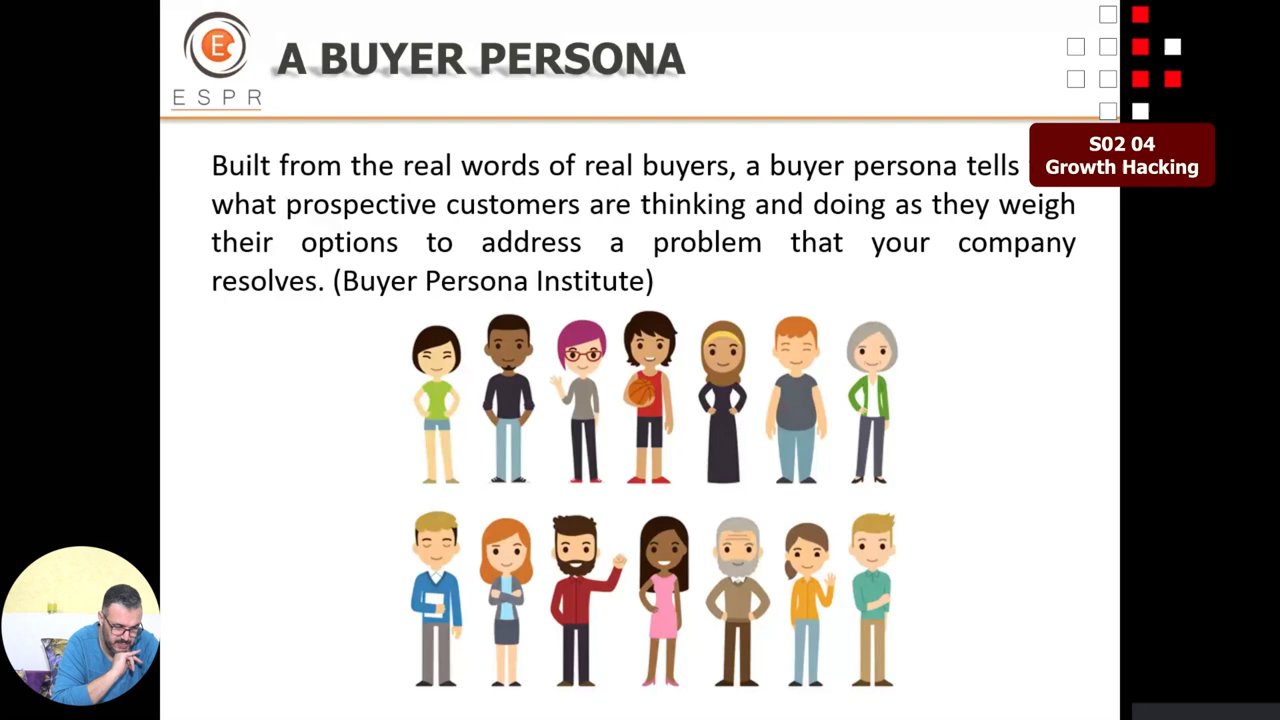 A BUYER PERSONA
E S P R
S02 04
Growth Hacking
Built from the real words of real buyers, a buyer persona tells
what prospective customers are thinking and doing as they weigh
their options to address a problem that your company
resolves. (Buyer Persona Institute)